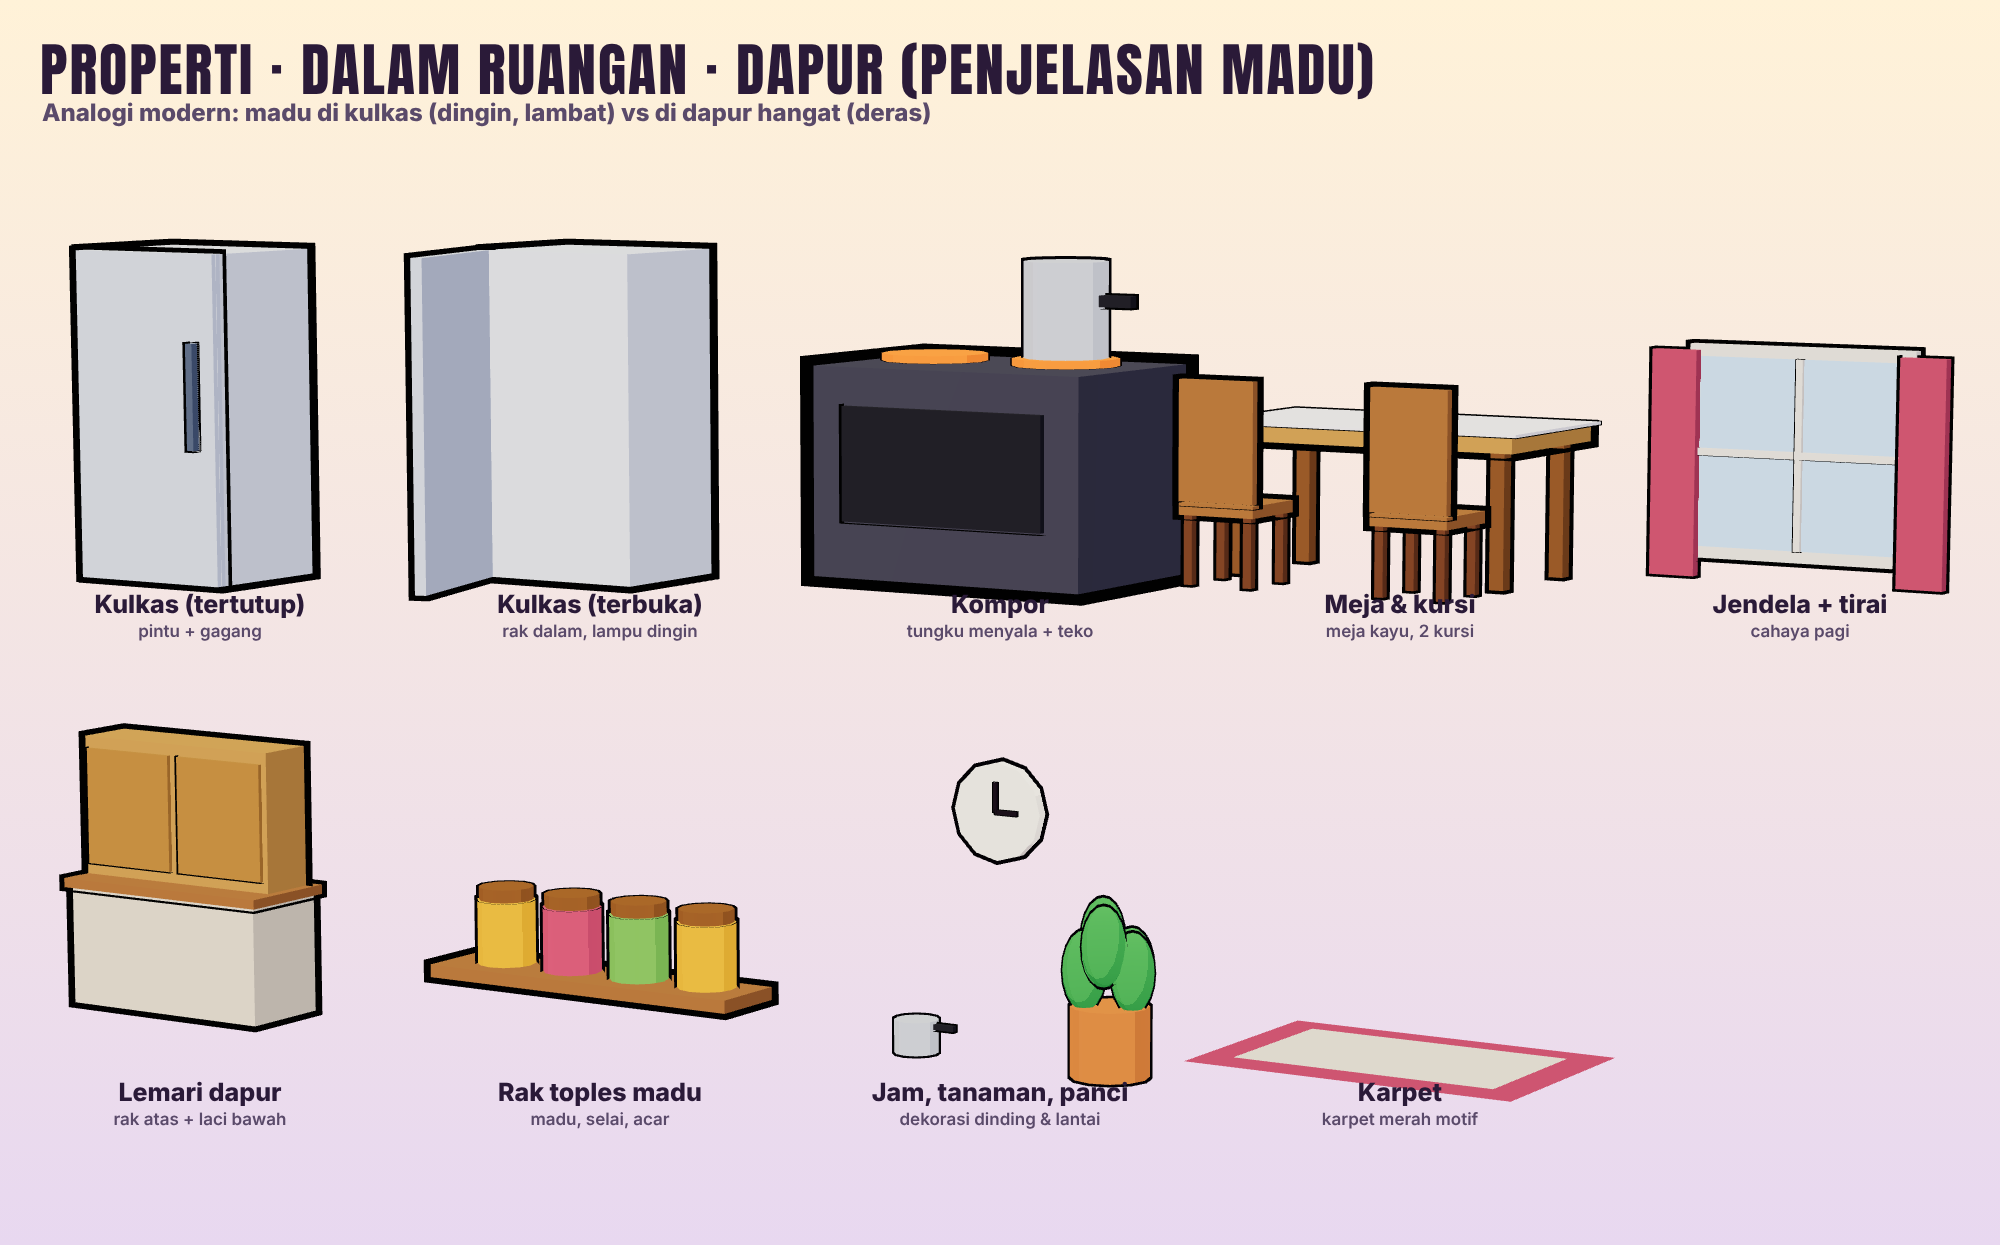 PROPERTI · DALAM RUANGAN · DAPUR (PENJELASAN MADU)
Analogi modern: madu di kulkas (dingin, lambat) vs di dapur hangat (deras)
Kulkas (tertutup)
pintu + gagang
Kulkas (terbuka)
rak dalam, lampu dingin
Kompor
tungku menyala + teko
Meja & kursi
meja kayu, 2 kursi
Jendela + tirai
cahaya pagi
Lemari dapur
rak atas + laci bawah
Rak toples madu
madu, selai, acar
Jam, tanaman, panci
dekorasi dinding & lantai
Karpet
karpet merah motif